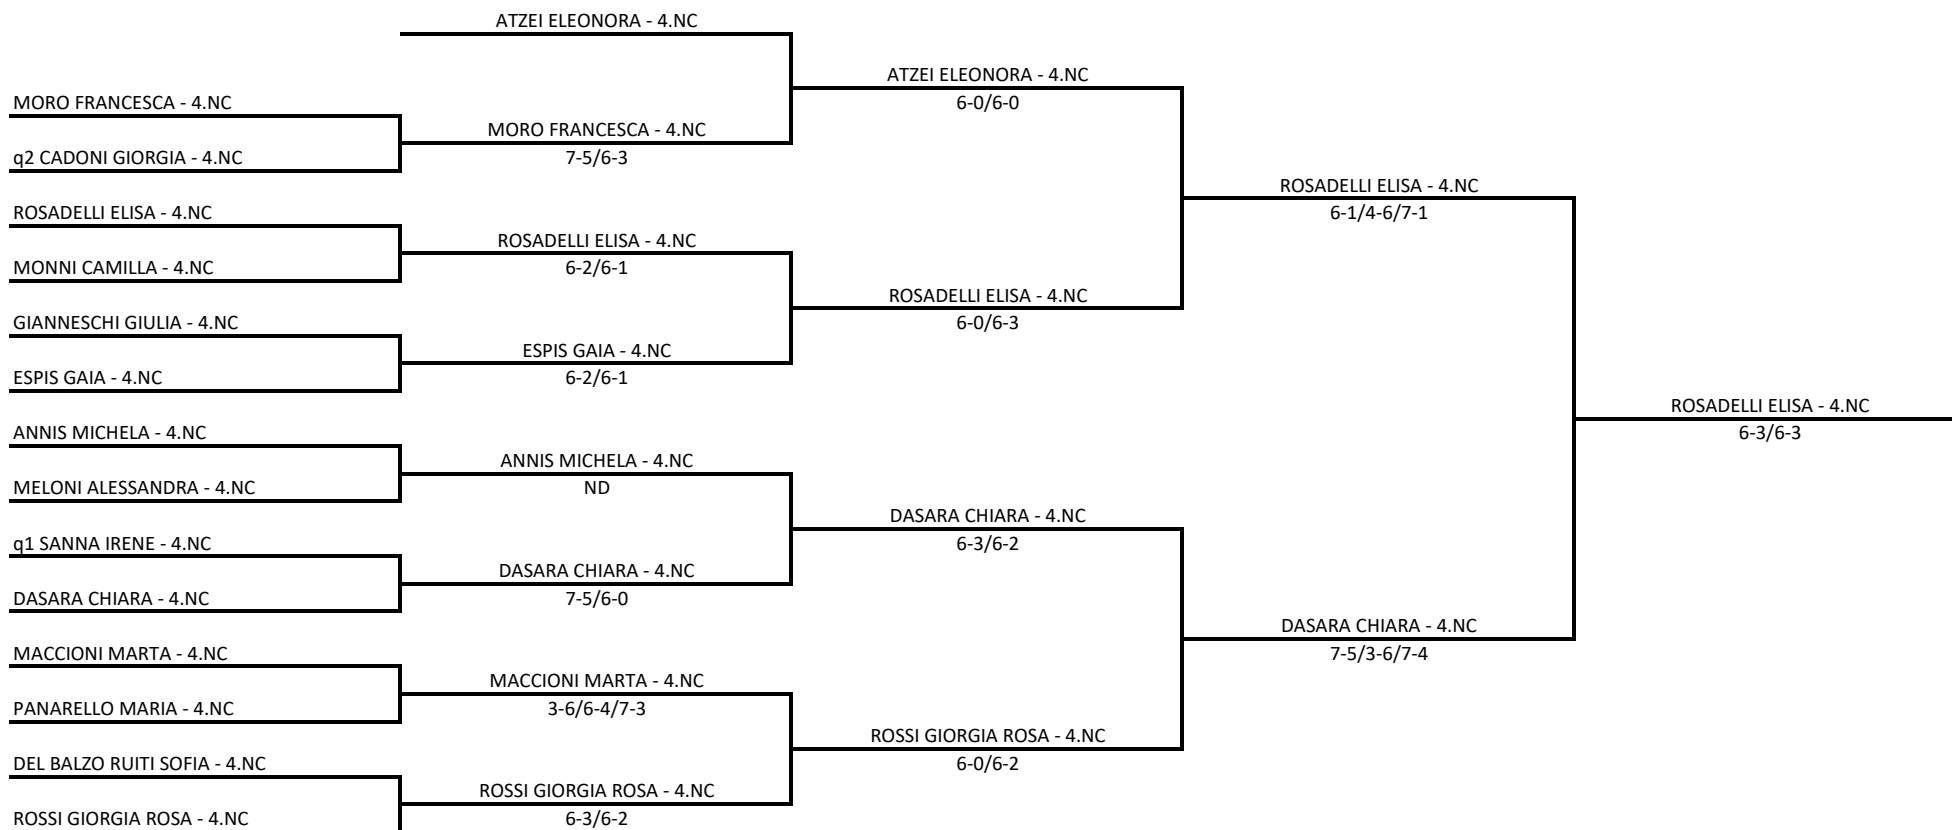 ATZEI ELEONORA - 4.NC
ATZEI ELEONORA - 4.NC
6-0/6-0
MORO FRANCESCA - 4.NC
MORO FRANCESCA - 4.NC
7-5/6-3
q2 CADONI GIORGIA - 4.NC
ROSADELLI ELISA - 4.NC
6-1/4-6/7-1
ROSADELLI ELISA - 4.NC
ROSADELLI ELISA - 4.NC
6-2/6-1
MONNI CAMILLA - 4.NC
ROSADELLI ELISA - 4.NC
6-0/6-3
GIANNESCHI GIULIA - 4.NC
ESPIS GAIA - 4.NC
6-2/6-1
ESPIS GAIA - 4.NC
ROSADELLI ELISA - 4.NC
6-3/6-3
ANNIS MICHELA - 4.NC
ANNIS MICHELA - 4.NC
ND
MELONI ALESSANDRA - 4.NC
DASARA CHIARA - 4.NC
6-3/6-2
q1 SANNA IRENE - 4.NC
DASARA CHIARA - 4.NC
7-5/6-0
DASARA CHIARA - 4.NC
DASARA CHIARA - 4.NC
7-5/3-6/7-4
MACCIONI MARTA - 4.NC
MACCIONI MARTA - 4.NC
3-6/6-4/7-3
PANARELLO MARIA - 4.NC
ROSSI GIORGIA ROSA - 4.NC
6-0/6-2
DEL BALZO RUITI SOFIA - 4.NC
ROSSI GIORGIA ROSA - 4.NC
6-3/6-2
ROSSI GIORGIA ROSA - 4.NC